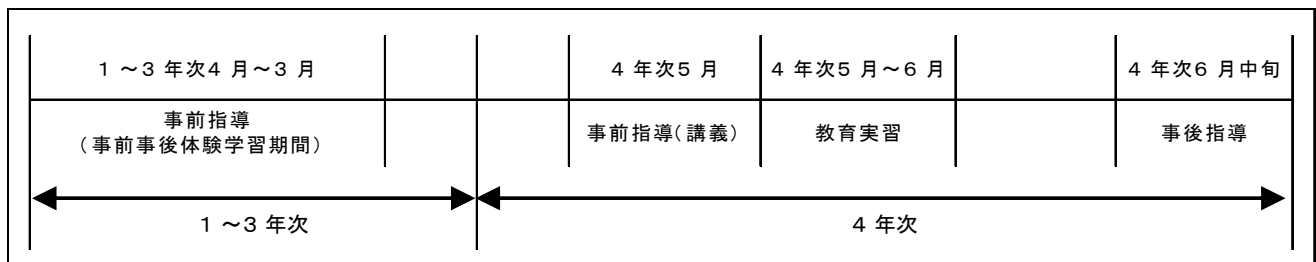 1 ～3 年次4 月～3 月
4 年次5 月
4 年次5 月～6 月
4 年次6 月中旬
事前指導
（事前事後体験学習期間）
事前指導(講義)
教育実習
事後指導
1 ～3 年次
4 年次